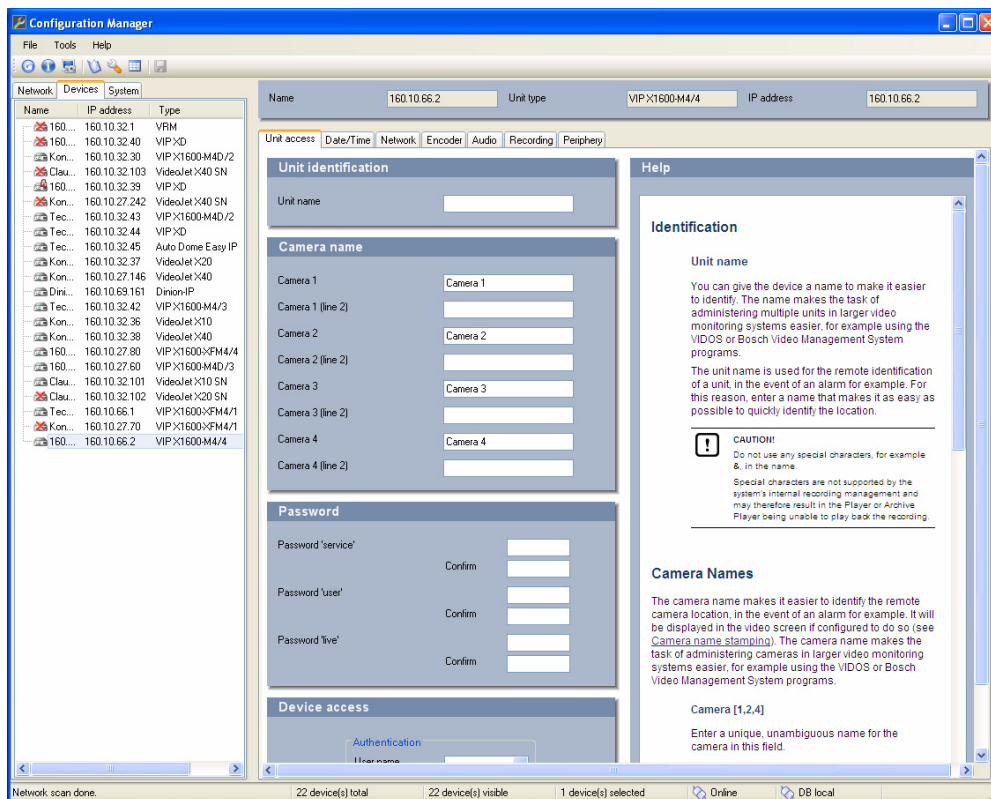 Configuration Manager
File Tools Help
Network Devices System
Name IP address Type
160.... 160.10.32.1 VRM
160.... 160.10.32.40 VIP XD
Kon... 160.10.32.30 VIP X1600-M4D/2
Clau... 160.10.32.103 VideoJet X40 SN
160.... 160.10.32.39 VIP XD
Kon... 160.10.27.242 VideoJet X40 SN
Tec... 160.10.32.43 VIP X1600-M4D/2
Tec... 160.10.32.44 VIP XD
Tec... 160.10.32.45 Auto Dome Easy IP
Kon... 160.10.32.37 VideoJet X20
Kon... 160.10.27.146 VideoJet X40
Dini... 160.10.69.161 Dinion-IP
Tec... 160.10.32.42 VIP X1600-M4/3
Kon... 160.10.32.36 VideoJet X10
Kon... 160.10.32.38 VideoJet X40
160.... 160.10.27.80 VIP X1600-XFM4/4
160.... 160.10.27.60 VIP X1600-M4D/3
Clau... 160.10.32.101 VideoJet X10 SN
Clau... 160.10.32.102 VideoJet X20 SN
Tec... 160.10.66.1 VIP X1600-XFM4/1
Kon... 160.10.27.70 VIP X1600-XFM4/1
160.... 160.10.66.2 VIP X1600-M4/4
Name 160.10.66.2 Unit type VIP X1600-M4/4 IP address 160.10.66.2
Unit access Date/Time Network Encoder Audio Recording Periphery
Unit identification
Unit name
Camera name
Camera 1 Camera 1
Camera 1 (line 2)
Camera 2 Camera 2
Camera 2 (line 2)
Camera 3 Camera 3
Camera 3 (line 2)
Camera 4 Camera 4
Camera 4 (line 2)
Password
Password 'service'
Confirm
Password 'user'
Confirm
Password 'live'
Confirm
Device access
Authentication
User name
Help
Identification
Unit name
You can give the device a name to make it easier
to identify. The name makes the task of
administering multiple units in larger video
monitoring systems easier, for example using the
VIDOS or Bosch Video Management System
programs.
The unit name is used for the remote identification
of a unit, in the event of an alarm for example. For
this reason, enter a name that makes it as easy as
possible to quickly identify the location.
! CAUTION!
Do not use any special characters, for example
&, in the name.
Special characters are not supported by the
system's internal recording management and
may therefore result in the Player or Archive
Player being unable to play back the recording.
Camera Names
The camera name makes it easier to identify the remote
camera location, in the event of an alarm for example. It will
be displayed in the video screen if configured to do so (see
Camera name stamping). The camera name makes the
task of administering cameras in larger video monitoring
systems easier, for example using the VIDOS or Bosch
Video Management System programs.
Camera [1,2,4]
Enter a unique, unambiguous name for the
camera in this field.
Network scan done. 22 device(s) total 22 device(s) visible 1 device(s) selected Online DB local